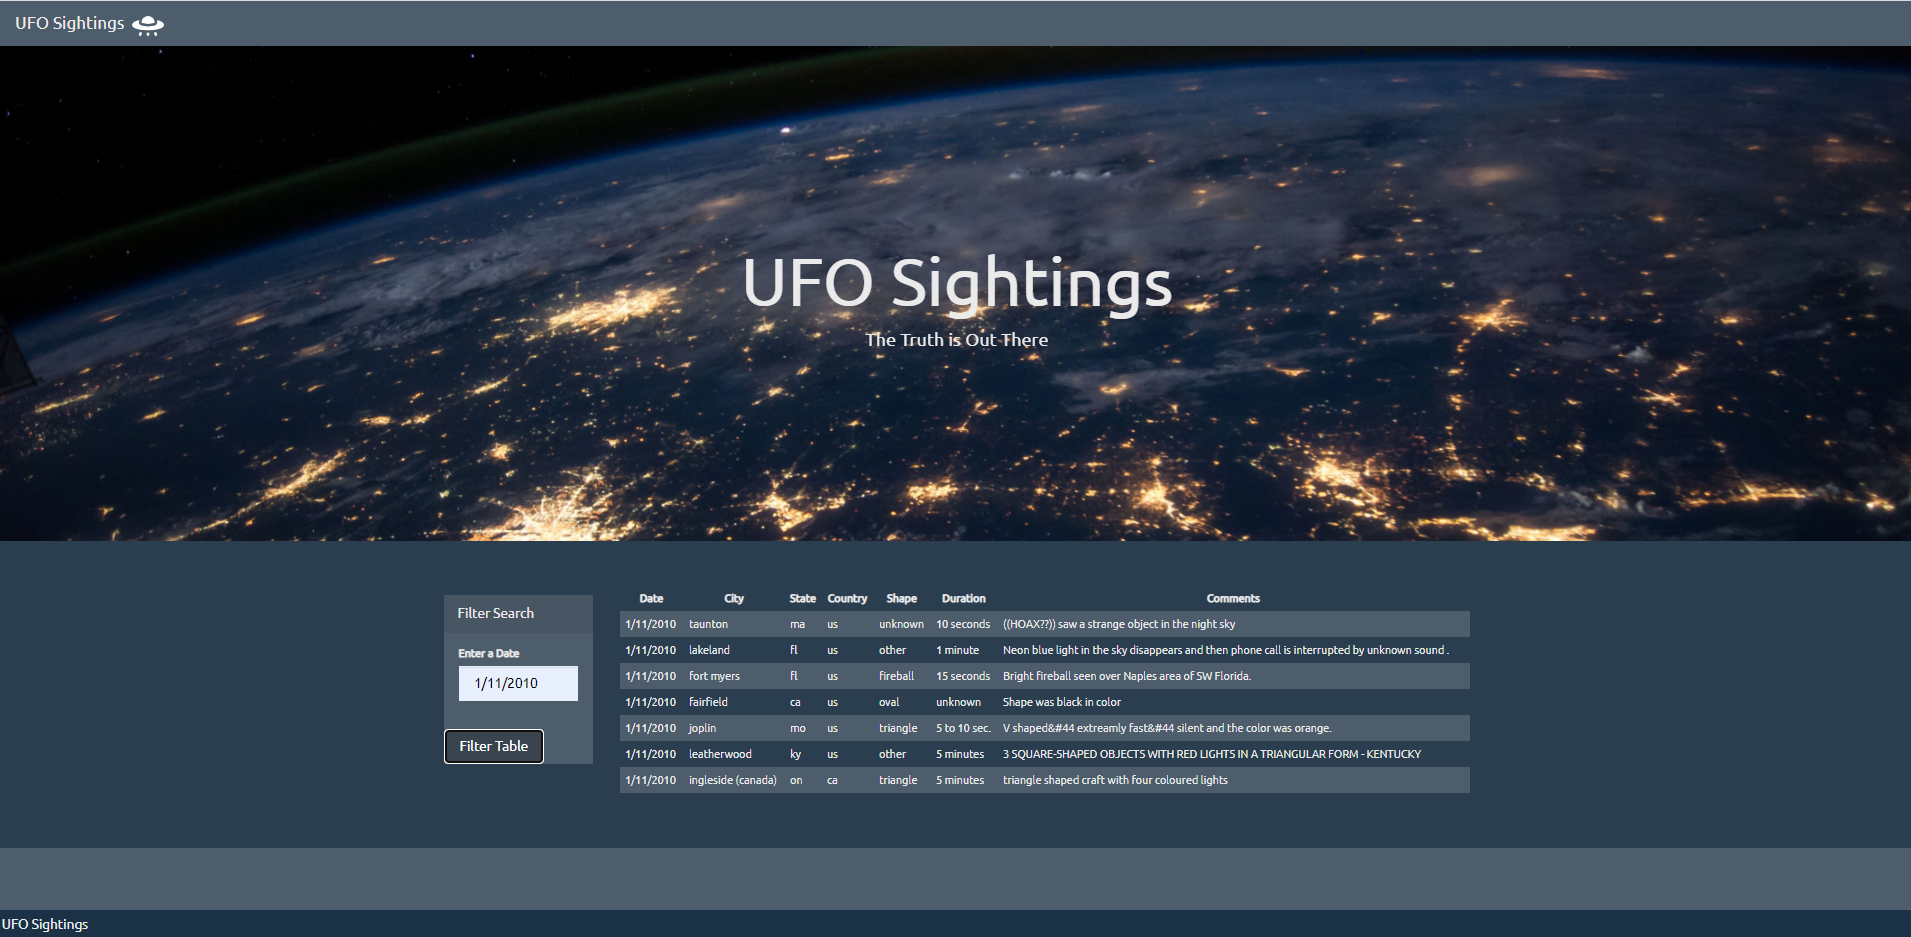 UFO Sightings
UFO Sightings
The Truth is Out There
Filter Search
Enter a Date
1/11/2010
Filter Table
Date City State Country Shape Duration Comments
1/11/2010 taunton ma us unknown 10 seconds ((HOAX??)) saw a strange object in the night sky
1/11/2010 lakeland fl us other 1 minute Neon blue light in the sky disappears and then phone call is interrupted by unknown sound .
1/11/2010 fort myers fl us fireball 15 seconds Bright fireball seen over Naples area of SW Florida.
1/11/2010 fairfield ca us oval unknown Shape was black in color
1/11/2010 joplin mo us triangle 5 to 10 sec. V shaped&#44 extreamly fast&#44 silent and the color was orange.
1/11/2010 leatherwood ky us other 5 minutes 3 SQUARE-SHAPED OBJECTS WITH RED LIGHTS IN A TRIANGULAR FORM - KENTUCKY
1/11/2010 ingleside (canada) on ca triangle 5 minutes triangle shaped craft with four coloured lights
UFO Sightings